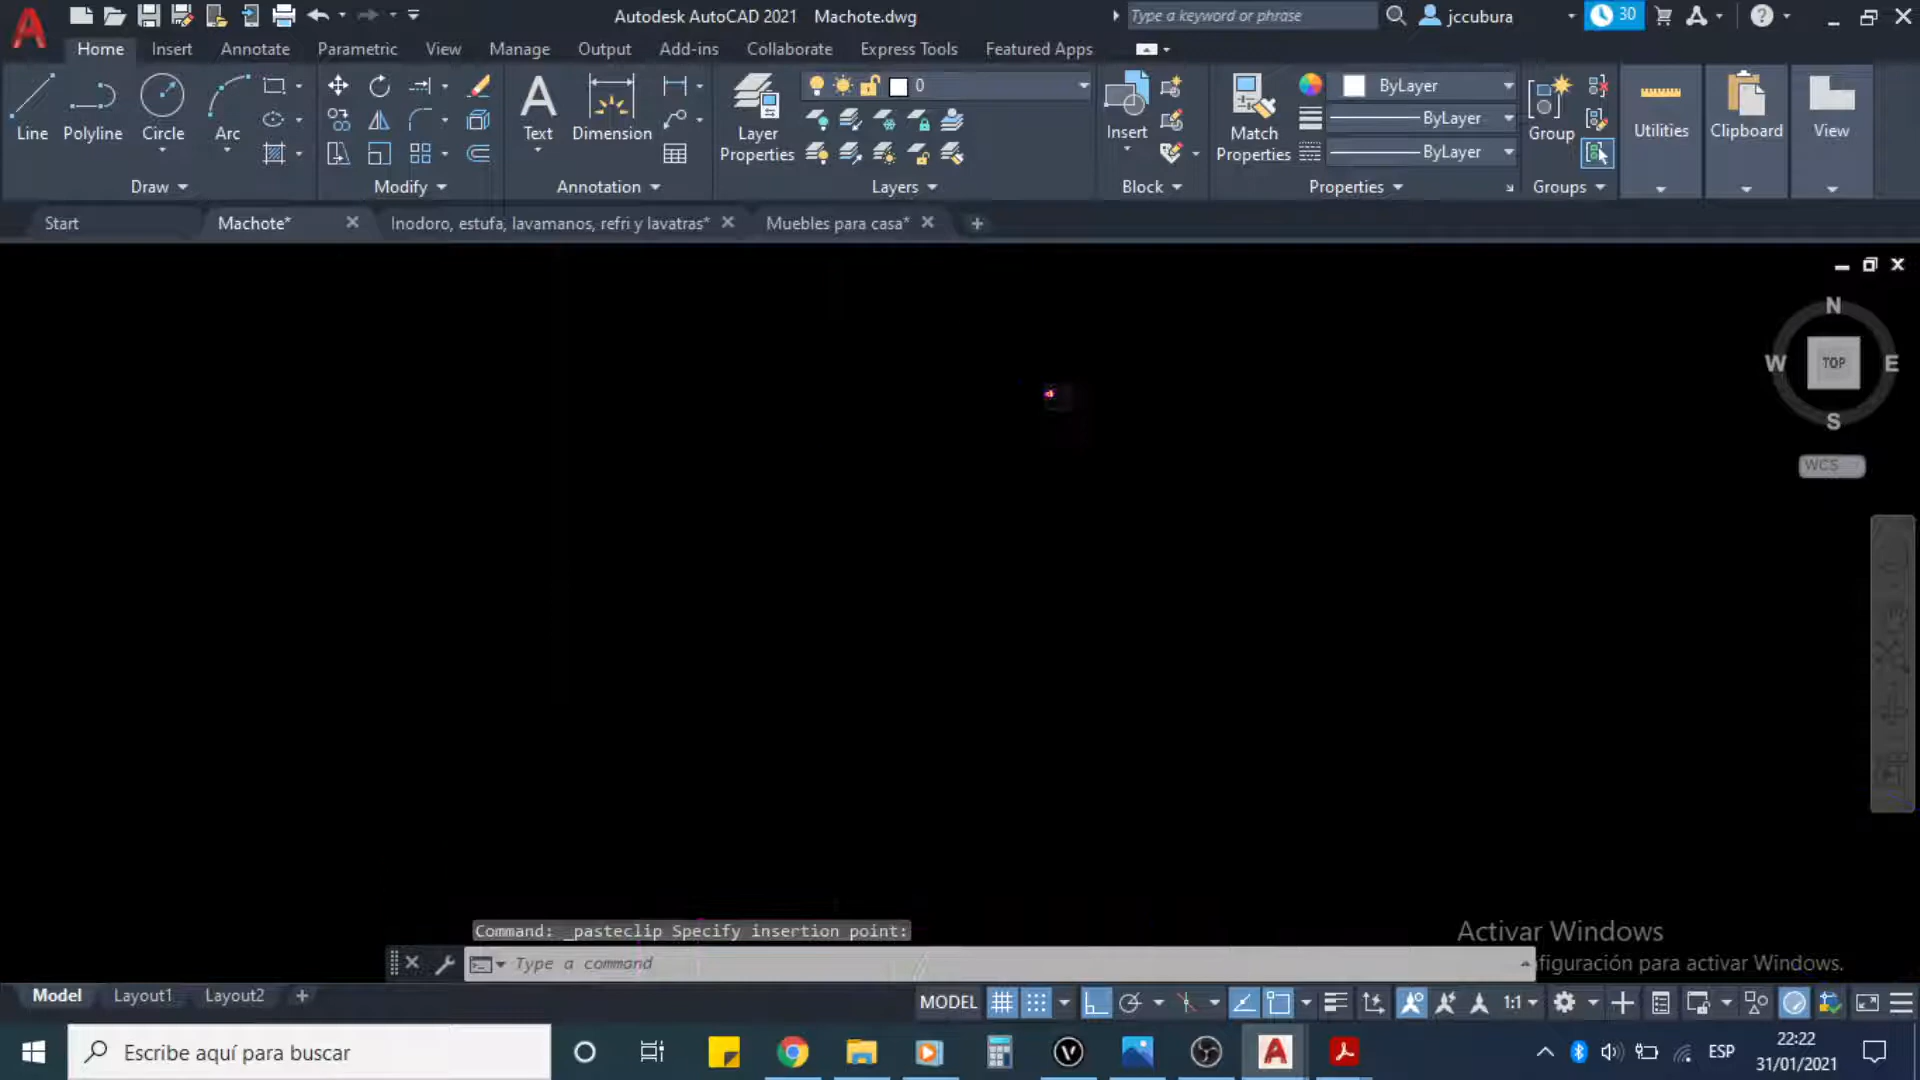 Autodesk AutoCAD 2021 Machote.dwg
Type a keyword or phrase
jccubura
30
Home Insert Annotate Parametric View Manage Output Add-ins Collaborate Express Tools Featured Apps
Line Polyline Circle Arc
Draw
Modify
Text Dimension
Annotation
Layer Properties
0
Layers
Insert
Block
Match Properties
ByLayer
ByLayer
ByLayer
Properties
Group
Groups
Utilities
Clipboard
View
Start
Machote*
Inodoro, estufa, lavamanos, refri y lavatras*
Muebles para casa*
N
W TOP E
S
WCS
Command: _pasteclip Specify insertion point:
Type a command
Activar Windows
nfiguración para activar Windows.
Model Layout1 Layout2
MODEL
1:1
Escribe aquí para buscar
ESP
22:22
31/01/2021